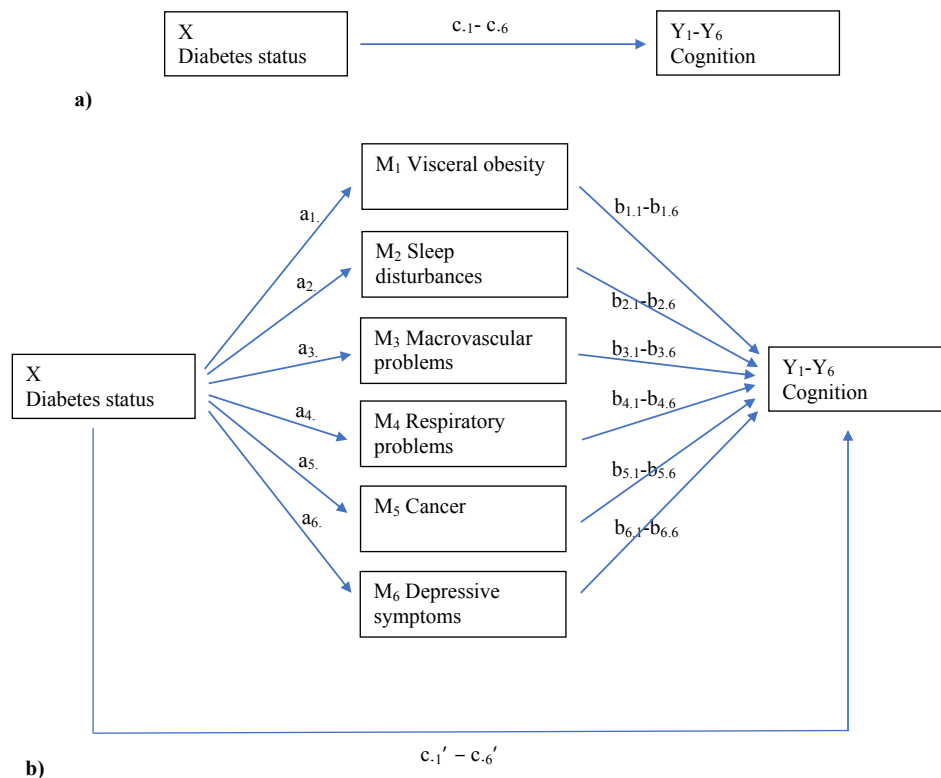 c.₁- c.₆
X
Diabetes status
Y₁-Y₆
Cognition
a)
M₁ Visceral obesity
a₁.
b₁.₁-b₁.₆
M₂ Sleep
disturbances
a₂.
b₂.₁-b₂.₆
M₃ Macrovascular
problems
a₃.
b₃.₁-b₃.₆
X
Diabetes status
Y₁-Y₆
Cognition
M₄ Respiratory
problems
a₄.
b₄.₁-b₄.₆
a₅.
b₅.₁-b₅.₆
M₅ Cancer
a₆.
b₆.₁-b₆.₆
M₆ Depressive
symptoms
c.₁′ – c.₆′
b)